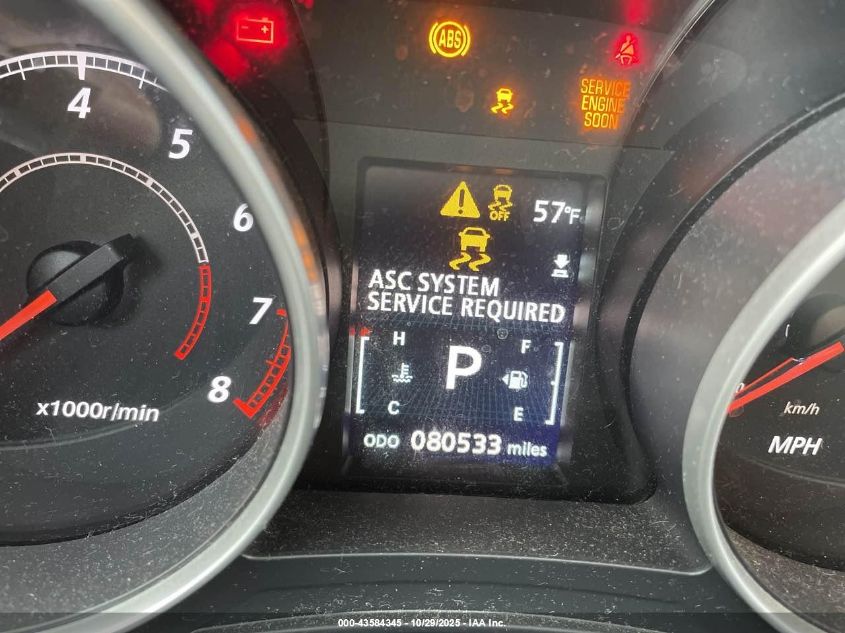 ABS
SERVICE
ENGINE
SOON
4
5
6
7
8
x1000r/min
OFF
57°F
ASC SYSTEM
SERVICE REQUIRED
H
P
F
C
E
ODO 080533 miles
km/h
MPH
000-43584345 - 10/29/2025 - IAA Inc.